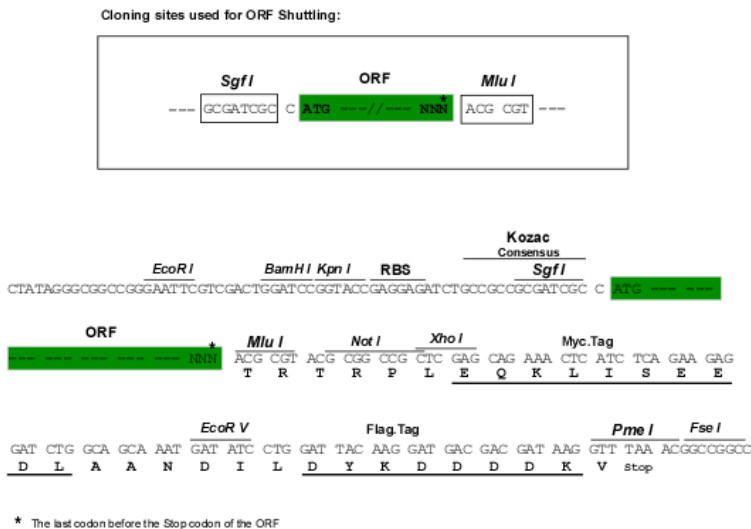 Cloning sites used for ORF Shuttling:
Sgf I ORF Mlu I
*
--- GCGATCGC C ATG ---//--- NNN ACG CGT ---
Kozac
Consensus
EcoR I BamH I Kpn I RBS Sgf I
CTATAGGGCGGCCGGGAATTCGTCGACTGGATCCGGTACCGAGGAGATCTGCCGCCGCGATCGC C ATG --- ---
ORF
*
Mlu I Not I Xho I Myc.Tag
--- --- --- --- --- --- NNN ACG CGT ACG CGG CCG CTC GAG CAG AAA CTC ATC TCA GAA GAG
T R T R P L E Q K L I S E E
EcoR V Flag.Tag Pme I Fse I
GAT CTG GCA GCA AAT GAT ATC CTG GAT TAC AAG GAT GAC GAC GAT AAG GTT TAA ACGGCCGGCC
D L A A N D I L D Y K D D D D K V Stop
* The last codon before the Stop codon of the ORF